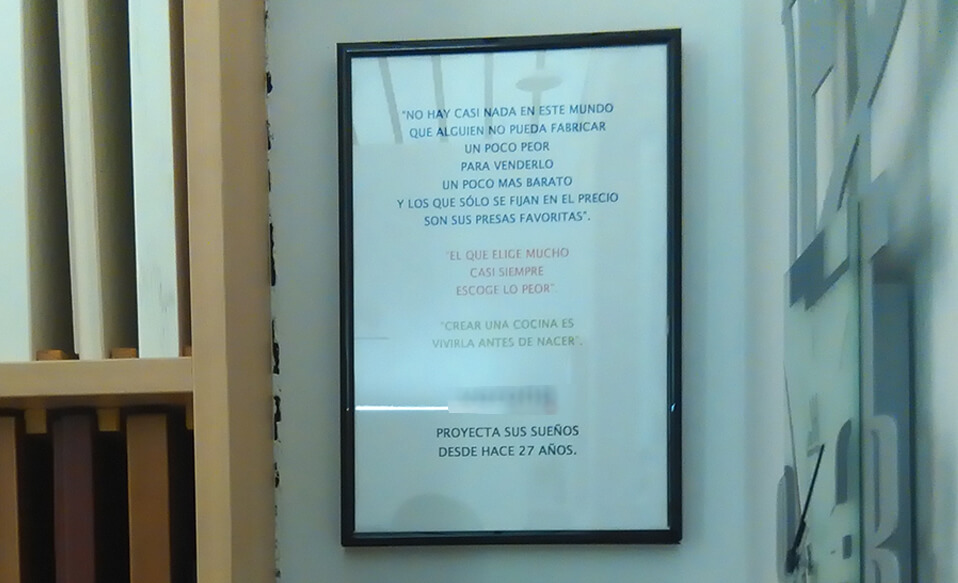 "NO HAY CASI NADA EN ESTE MUNDO
QUE ALGUIEN NO PUEDA FABRICAR
UN POCO PEOR
PARA VENDERLO
UN POCO MAS BARATO
Y LOS QUE SÓLO SE FIJAN EN EL PRECIO
SON SUS PRESAS FAVORITAS".
"EL QUE ELIGE MUCHO
CASI SIEMPRE
ESCOGE LO PEOR"
"CREAR UNA COCINA ES
VIVIRLA ANTES DE NACER".
PROYECTA SUS SUEÑOS
DESDE HACE 27 AÑOS.